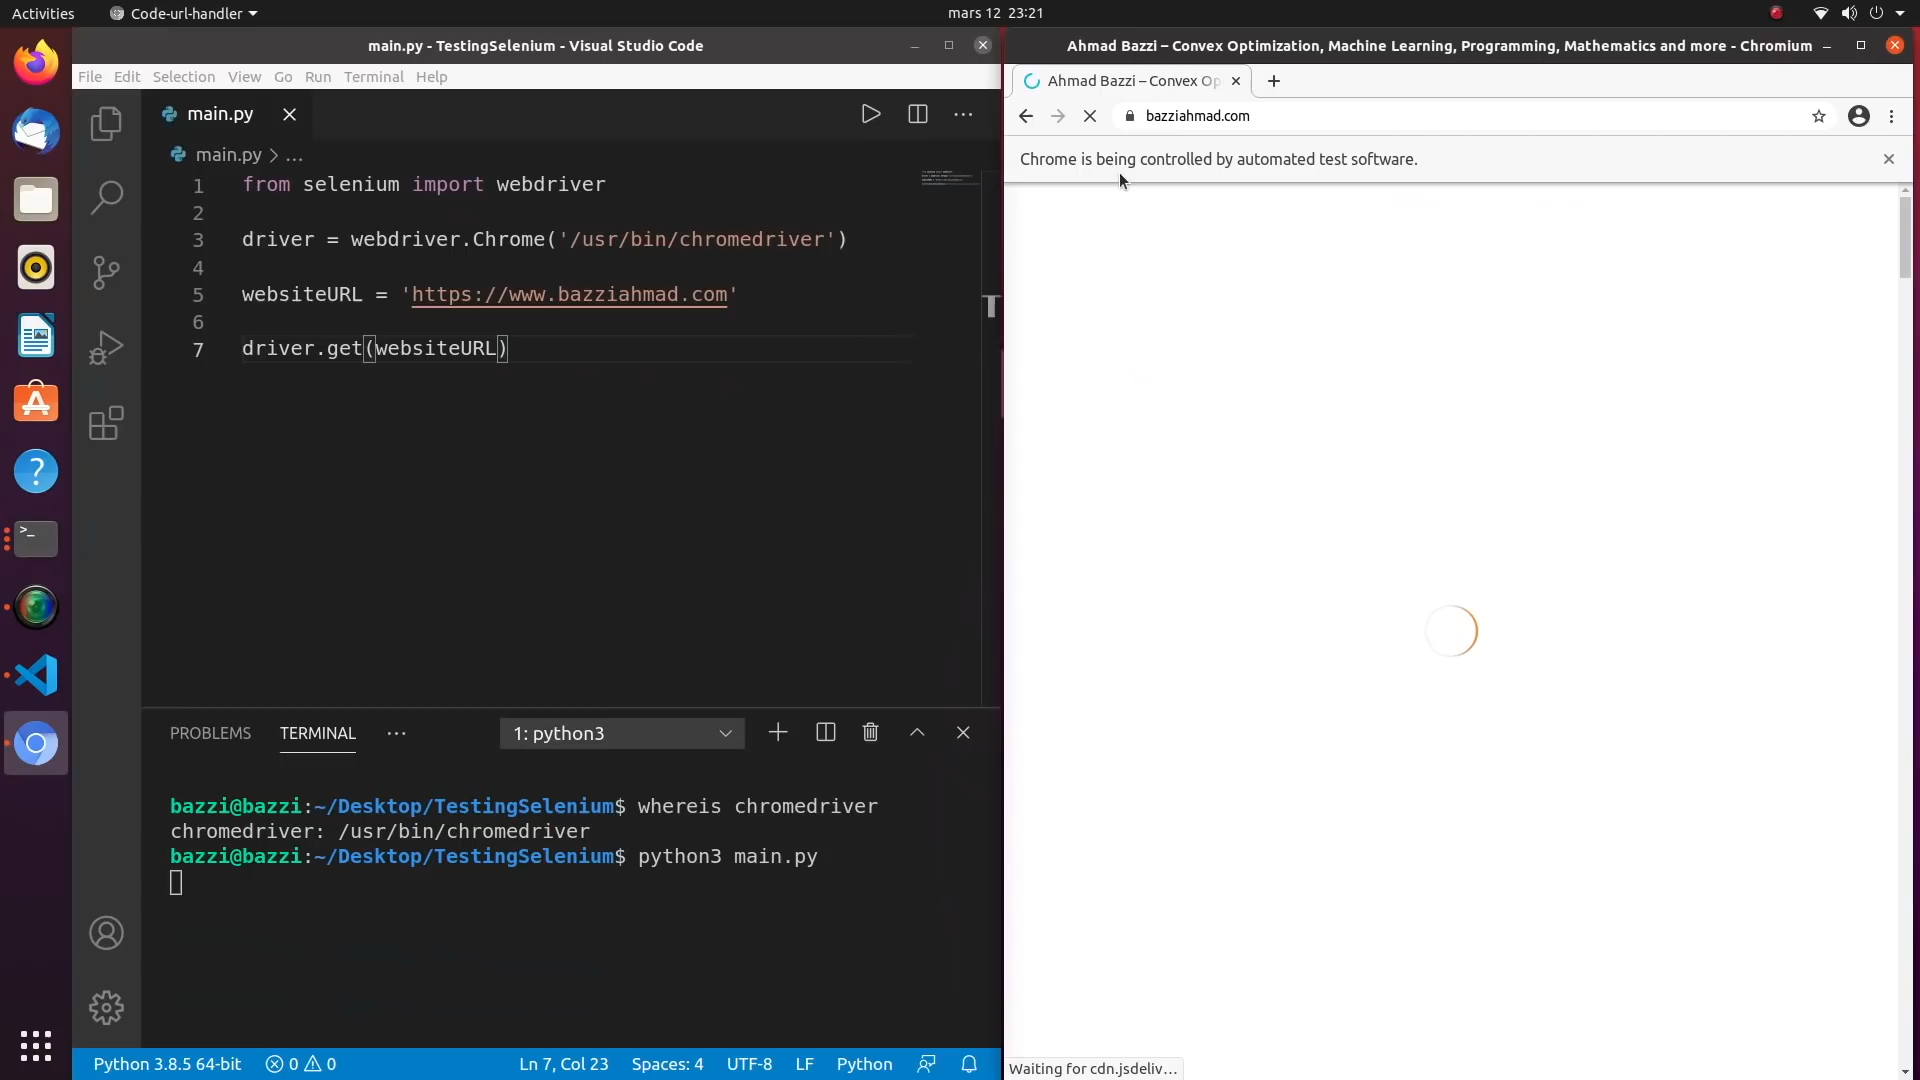 Activities
Code-url-handler
mars 12 23:21
main.py - TestingSelenium - Visual Studio Code
File Edit Selection View Go Run Terminal Help
main.py
main.py > ...
1 from selenium import webdriver
2
3 driver = webdriver.Chrome('/usr/bin/chromedriver')
4
5 websiteURL = 'https://www.bazziahmad.com'
6
7 driver.get(websiteURL)
PROBLEMS TERMINAL ... 1: python3
bazzi@bazzi:~/Desktop/TestingSelenium$ whereis chromedriver
chromedriver: /usr/bin/chromedriver
bazzi@bazzi:~/Desktop/TestingSelenium$ python3 main.py
Python 3.8.5 64-bit 0 0 Ln 7, Col 23 Spaces: 4 UTF-8 LF Python
Ahmad Bazzi – Convex Optimization, Machine Learning, Programming, Mathematics and more - Chromium
Ahmad Bazzi – Convex Op
bazziahmad.com
Chrome is being controlled by automated test software.
Waiting for cdn.jsdeliv...